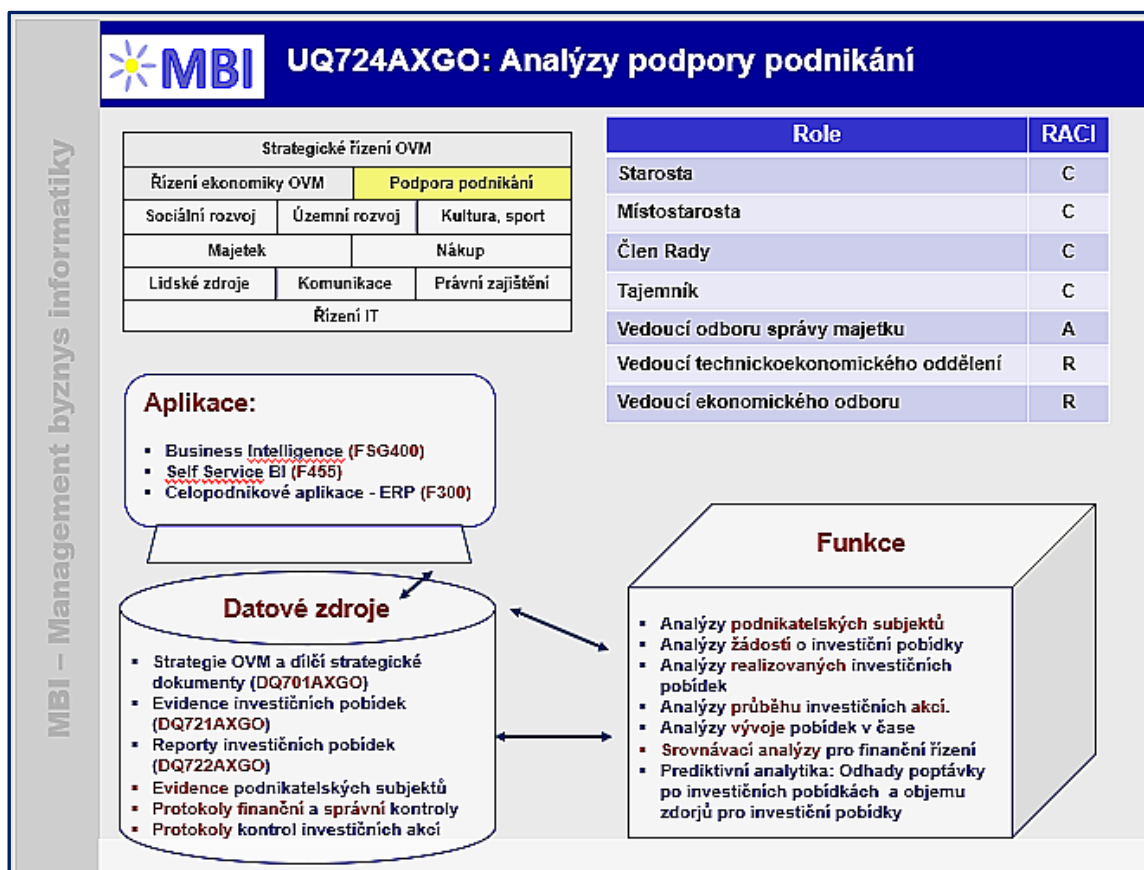 MBI – Management byznys informatiky
MBI
UQ724AXGO: Analýzy podpory podnikání
Strategické řízení OVM
Řízení ekonomiky OVM
Podpora podnikání
Sociální rozvoj
Územní rozvoj
Kultura, sport
Majetek
Nákup
Lidské zdroje
Komunikace
Právní zajištění
Řízení IT
Role RACI
Starosta C
Místostarosta C
Člen Rady C
Tajemník C
Vedoucí odboru správy majetku A
Vedoucí technickoekonomického oddělení R
Vedoucí ekonomického odboru R
Aplikace:
▪ Business Intelligence (FSG400)
▪ Self Service BI (F455)
▪ Celopodnikové aplikace - ERP (F300)
Datové zdroje
▪ Strategie OVM a dílčí strategické
dokumenty (DQ701AXGO)
▪ Evidence investičních pobídek
(DQ721AXGO)
▪ Reporty investičních pobídek
(DQ722AXGO)
▪ Evidence podnikatelských subjektů
▪ Protokoly finanční a správní kontroly
▪ Protokoly kontrol investičních akcí
Funkce
▪ Analýzy podnikatelských subjektů
▪ Analýzy žádostí o investiční pobídky
▪ Analýzy realizovaných investičních
pobídek
▪ Analýzy průběhu investičních akcí.
▪ Analýzy vývoje pobídek v čase
▪ Srovnávací analýzy pro finanční řízení
▪ Prediktivní analytika: Odhady poptávky
po investičních pobídkách a objemu
zdorjů pro investiční pobídky